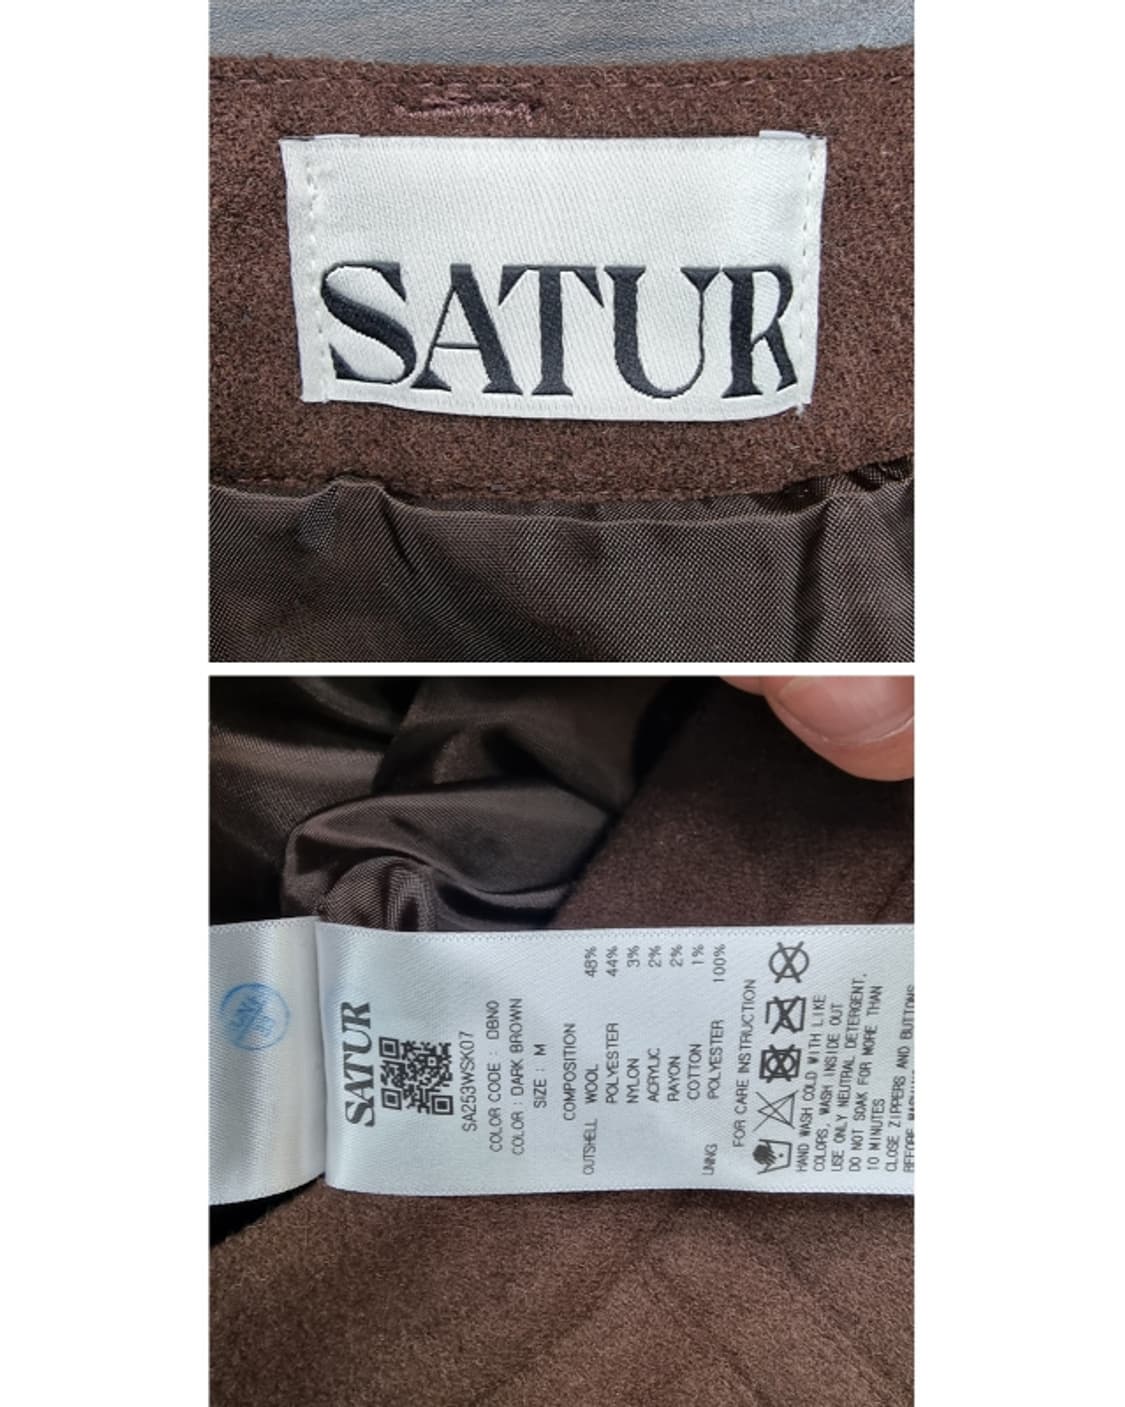 SATUR
SATUR
SA253WSK07
COLOR CODE : DBNO
COLOR : DARK BROWN
SIZE : M
COMPOSITION
OUTSHELL WOOL 48%
POLYESTER 44%
NYLON 3%
ACRYLIC 2%
RAYON 2%
COTTON 1%
LINING POLYESTER 100%
FOR CARE INSTRUCTION
HAND WASH COLD WITH LIKE
COLORS, WASH INSIDE OUT
USE ONLY NEUTRAL DETERGENT.
DO NOT SOAK FOR MORE THAN
10 MINUTES
CLOSE ZIPPERS AND BUTTONS
BEFORE